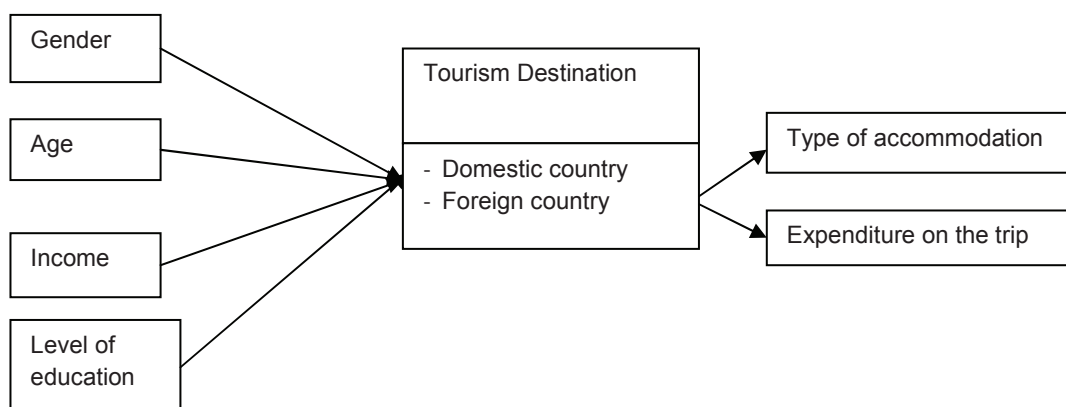 Gender
Age
Income
Level of
education
Tourism Destination
- Domestic country
- Foreign country
Type of accommodation
Expenditure on the trip